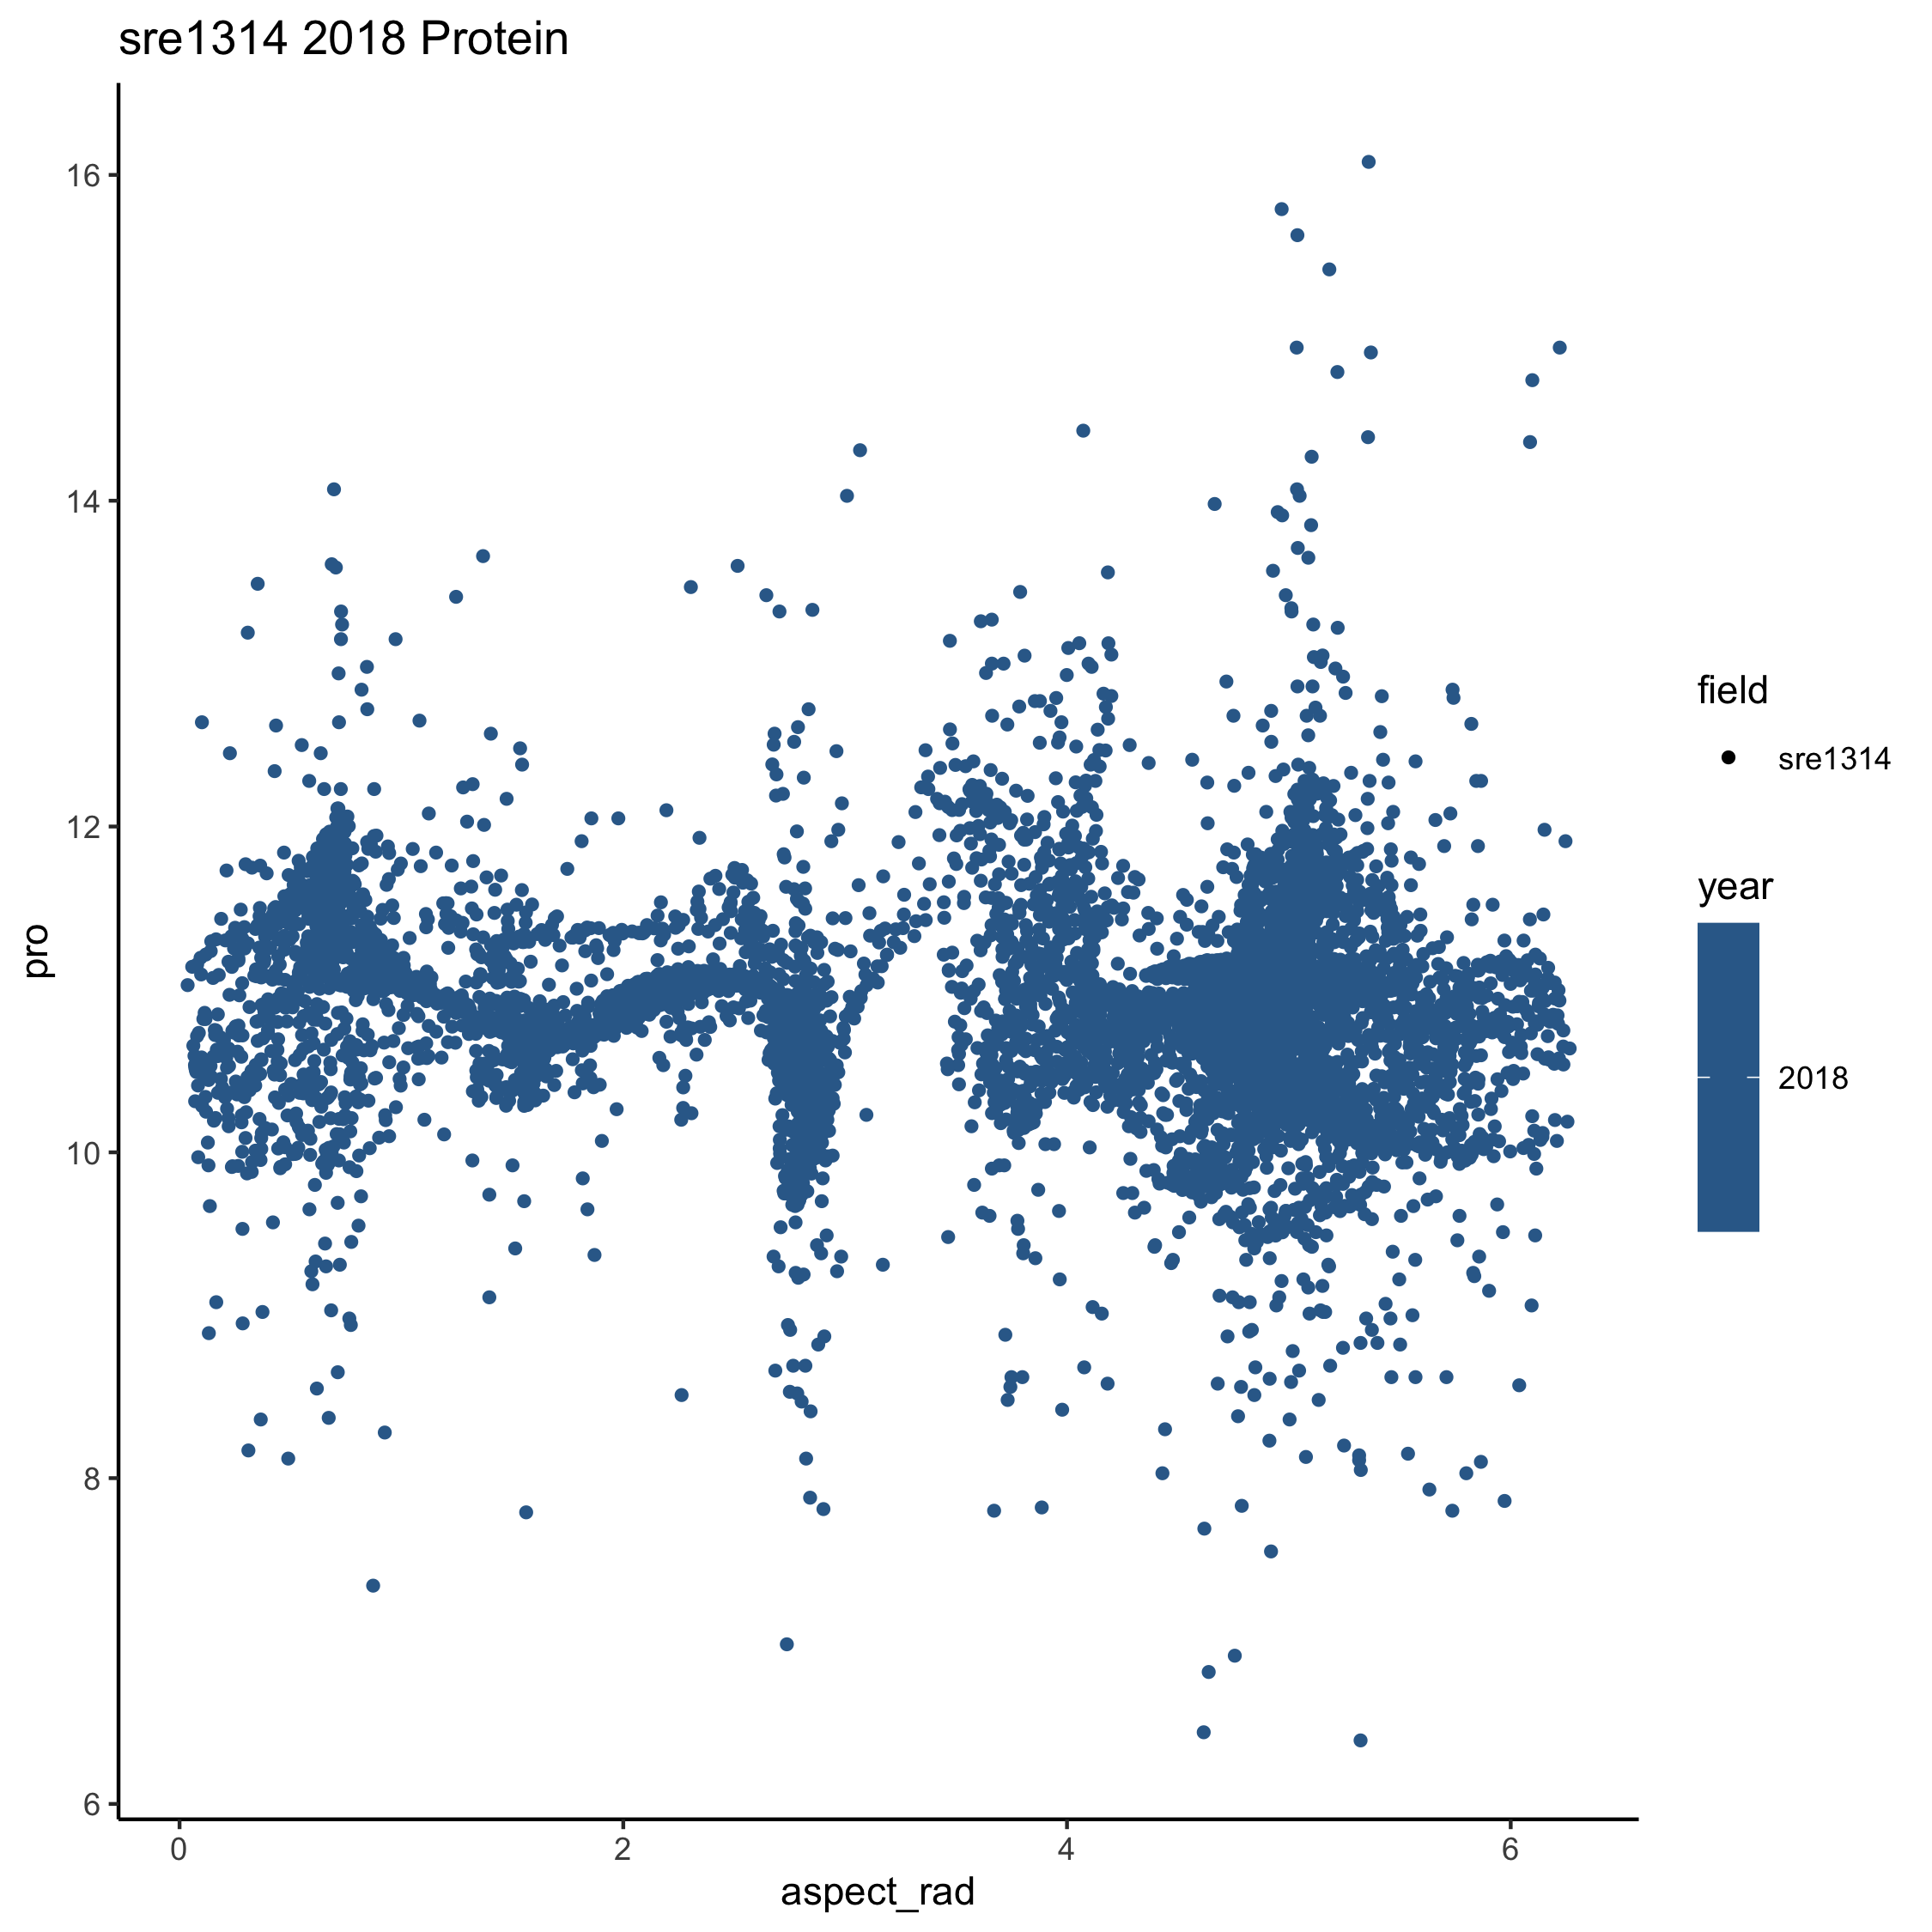 sre1314 2018 Protein
pro
16
14
12
10
8
6
0 2 4 6
aspect_rad
field
sre1314
year
2018